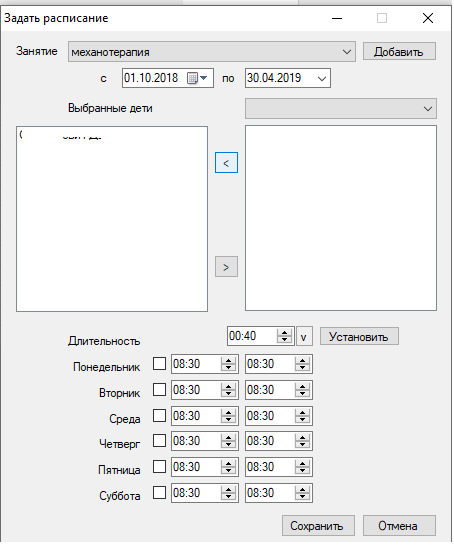 Задать расписание
Занятие механотерапия Добавить
с 01.10.2018 по 30.04.2019
Выбранные дети
<
>
Длительность 00:40 v Установить
Понедельник 08:30 08:30
Вторник 08:30 08:30
Среда 08:30 08:30
Четверг 08:30 08:30
Пятница 08:30 08:30
Суббота 08:30 08:30
Сохранить Отмена